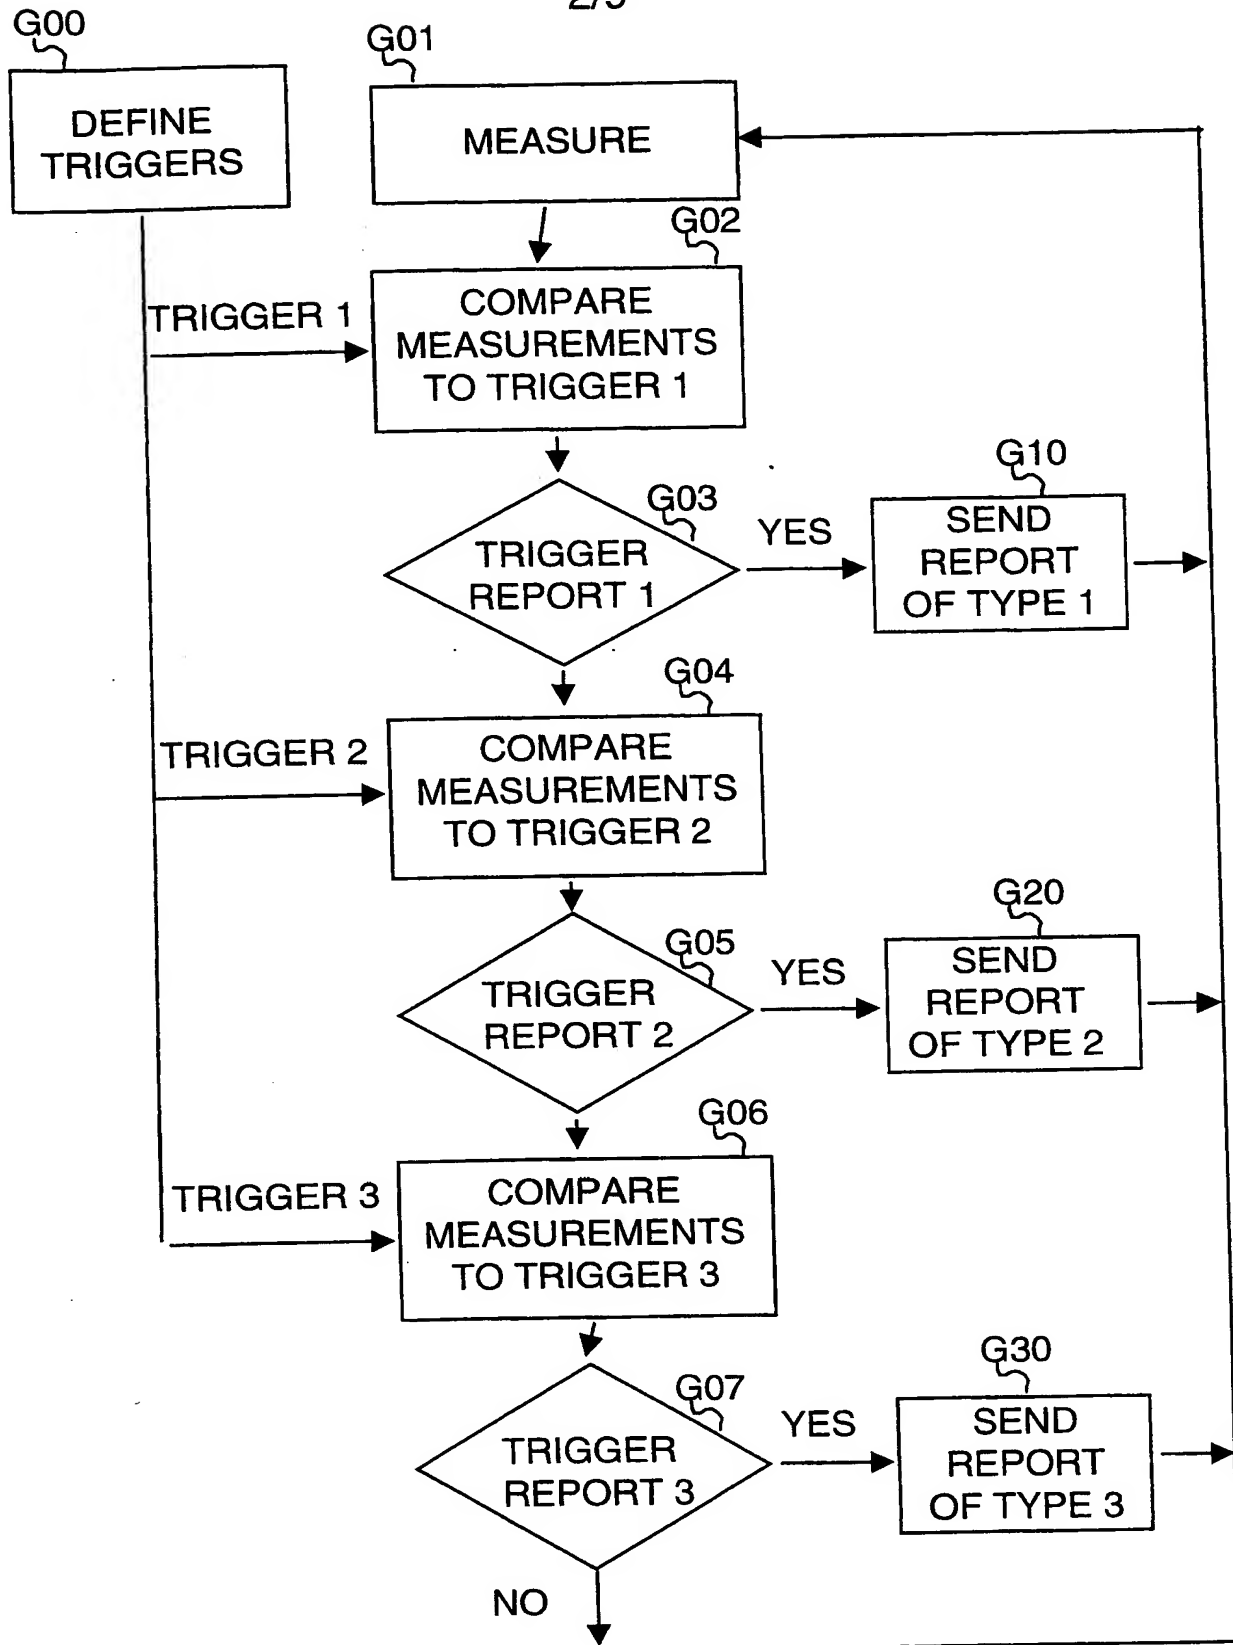 G00
DEFINE
TRIGGERS
G01
MEASURE
G02
TRIGGER 1
COMPARE
MEASUREMENTS
TO TRIGGER 1
G03
TRIGGER
REPORT 1
YES
G10
SEND
REPORT
OF TYPE 1
G04
TRIGGER 2
COMPARE
MEASUREMENTS
TO TRIGGER 2
G05
TRIGGER
REPORT 2
YES
G20
SEND
REPORT
OF TYPE 2
G06
TRIGGER 3
COMPARE
MEASUREMENTS
TO TRIGGER 3
G07
TRIGGER
REPORT 3
YES
G30
SEND
REPORT
OF TYPE 3
NO